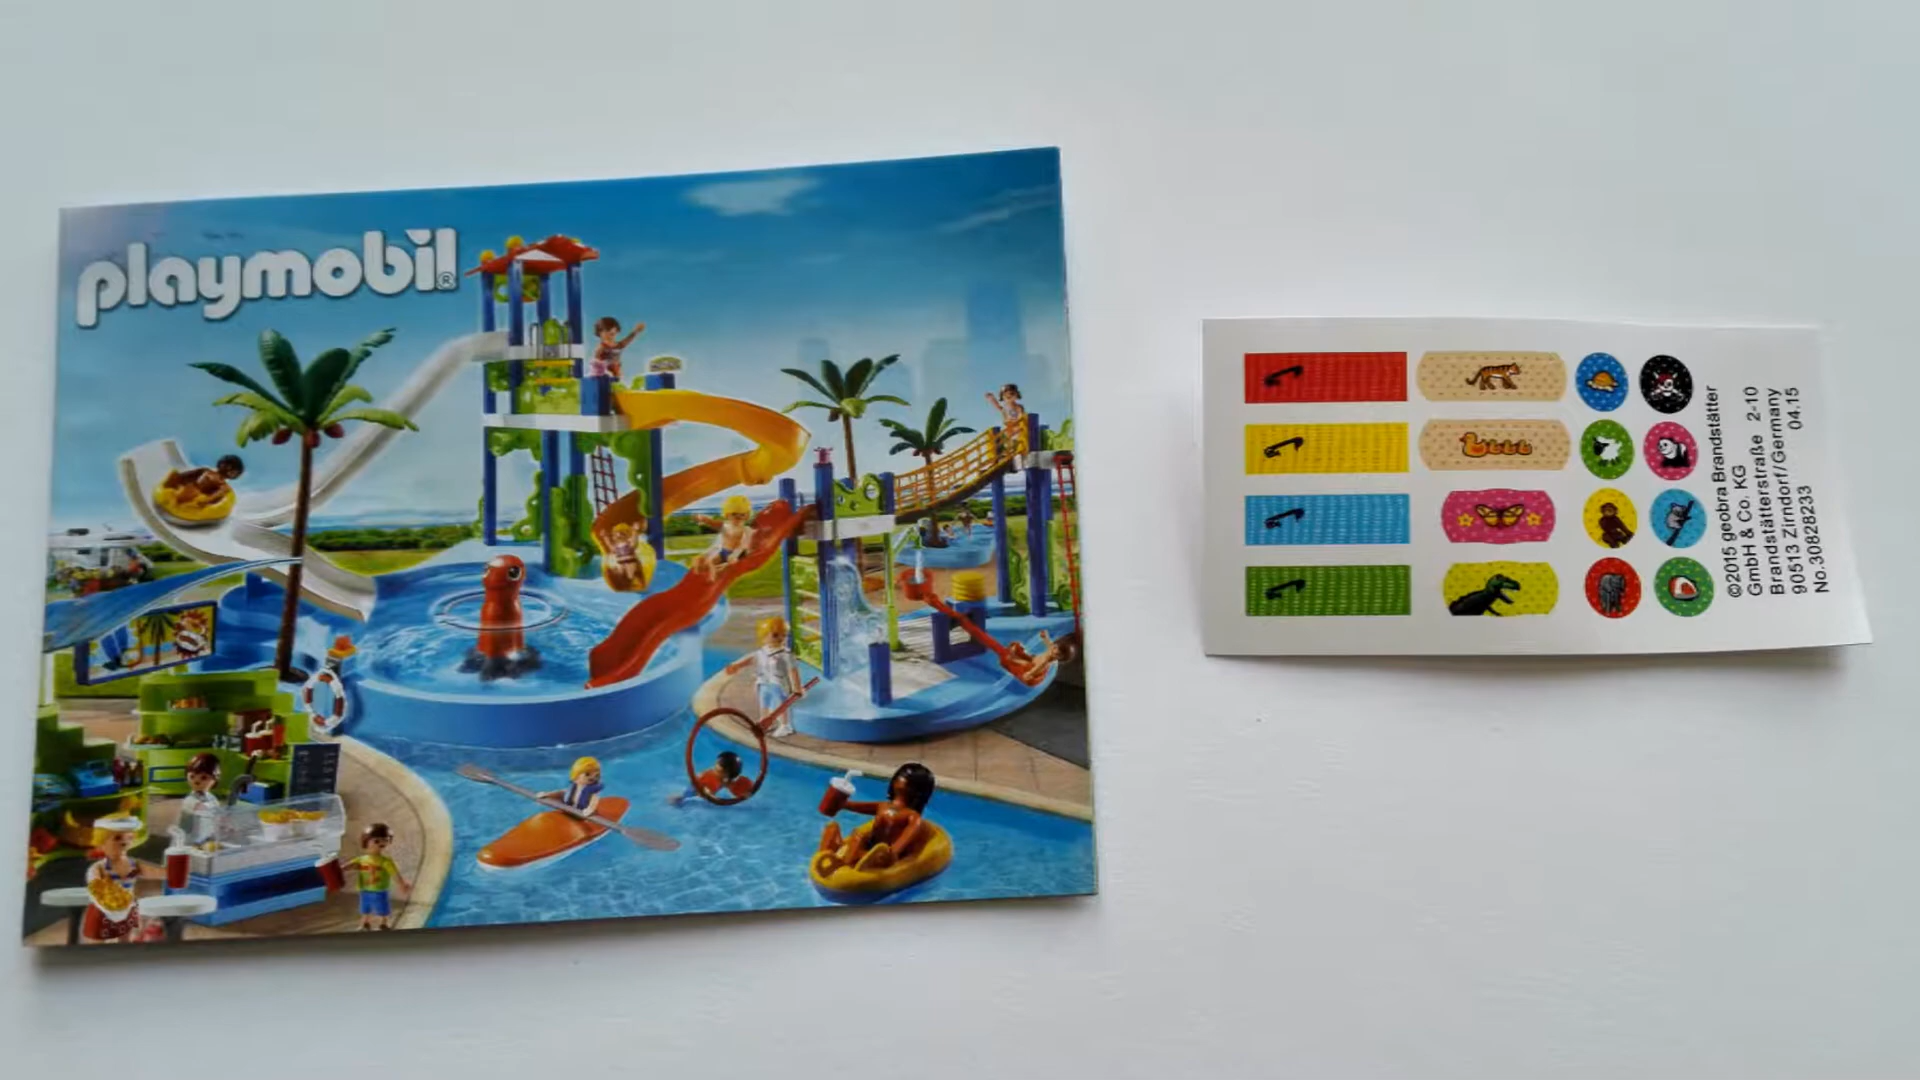 playmobil®
©2015 geobra Brandstätter
GmbH & Co. KG
Brandstätterstraße 2-10
90513 Zirndorf/Germany
No.30828233 04.15